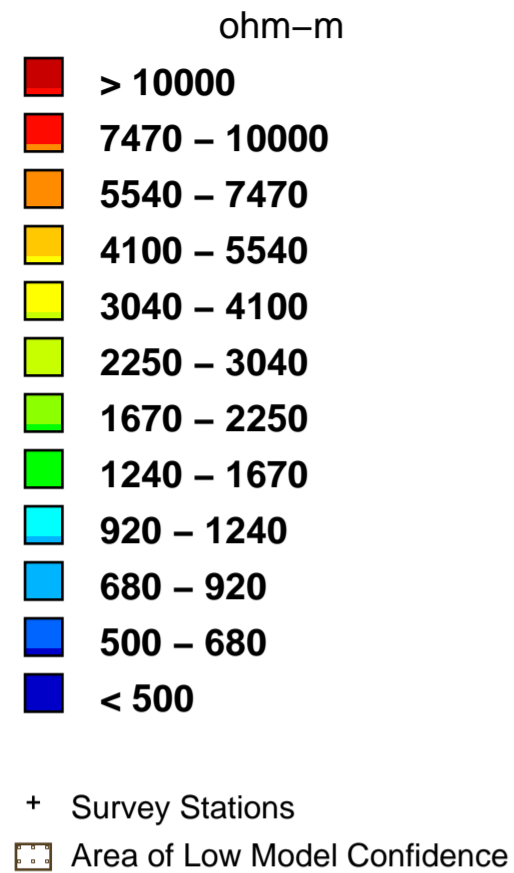 ohm–m
> 10000
7470 – 10000
5540 – 7470
4100 – 5540
3040 – 4100
2250 – 3040
1670 – 2250
1240 – 1670
920 – 1240
680 – 920
500 – 680
< 500
+ Survey Stations
Area of Low Model Confidence